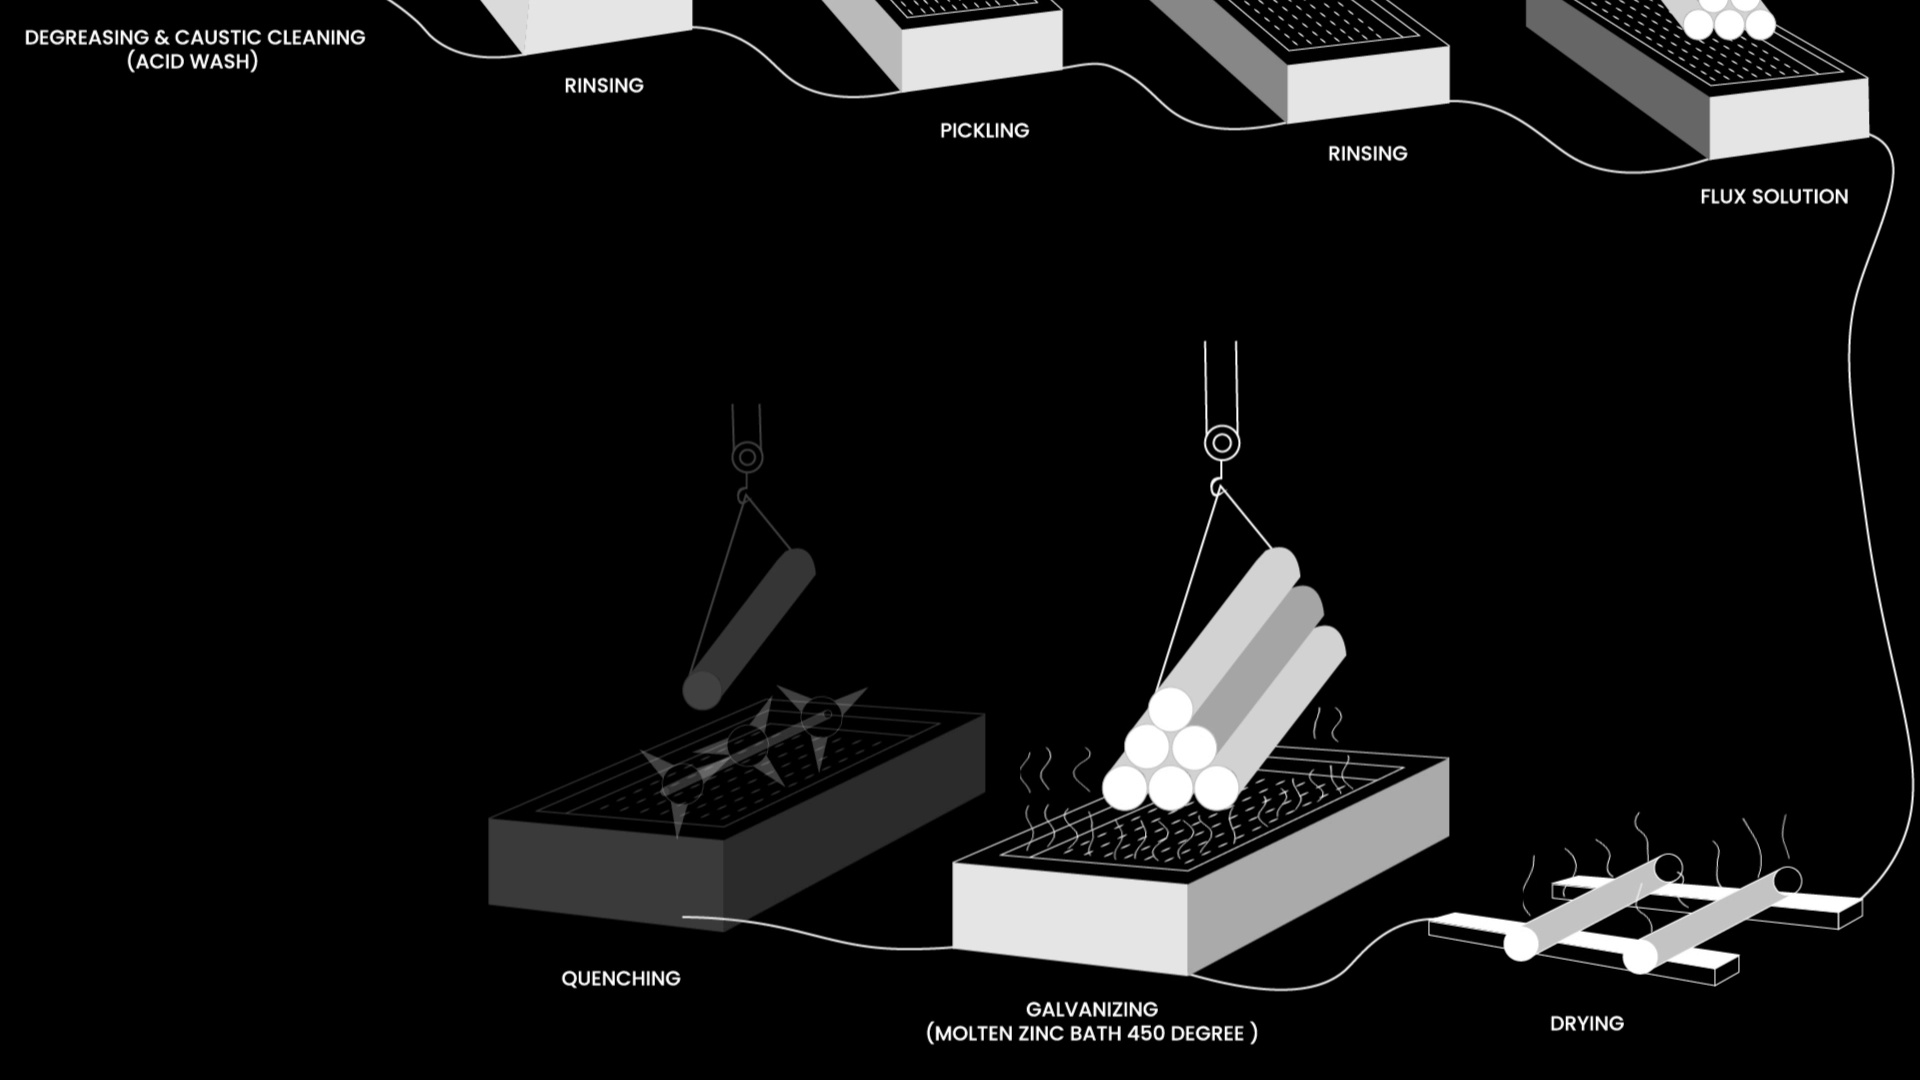 DEGREASING & CAUSTIC CLEANING
(ACID WASH)
RINSING
PICKLING
RINSING
FLUX SOLUTION
QUENCHING
GALVANIZING
(MOLTEN ZINC BATH 450 DEGREE )
DRYING